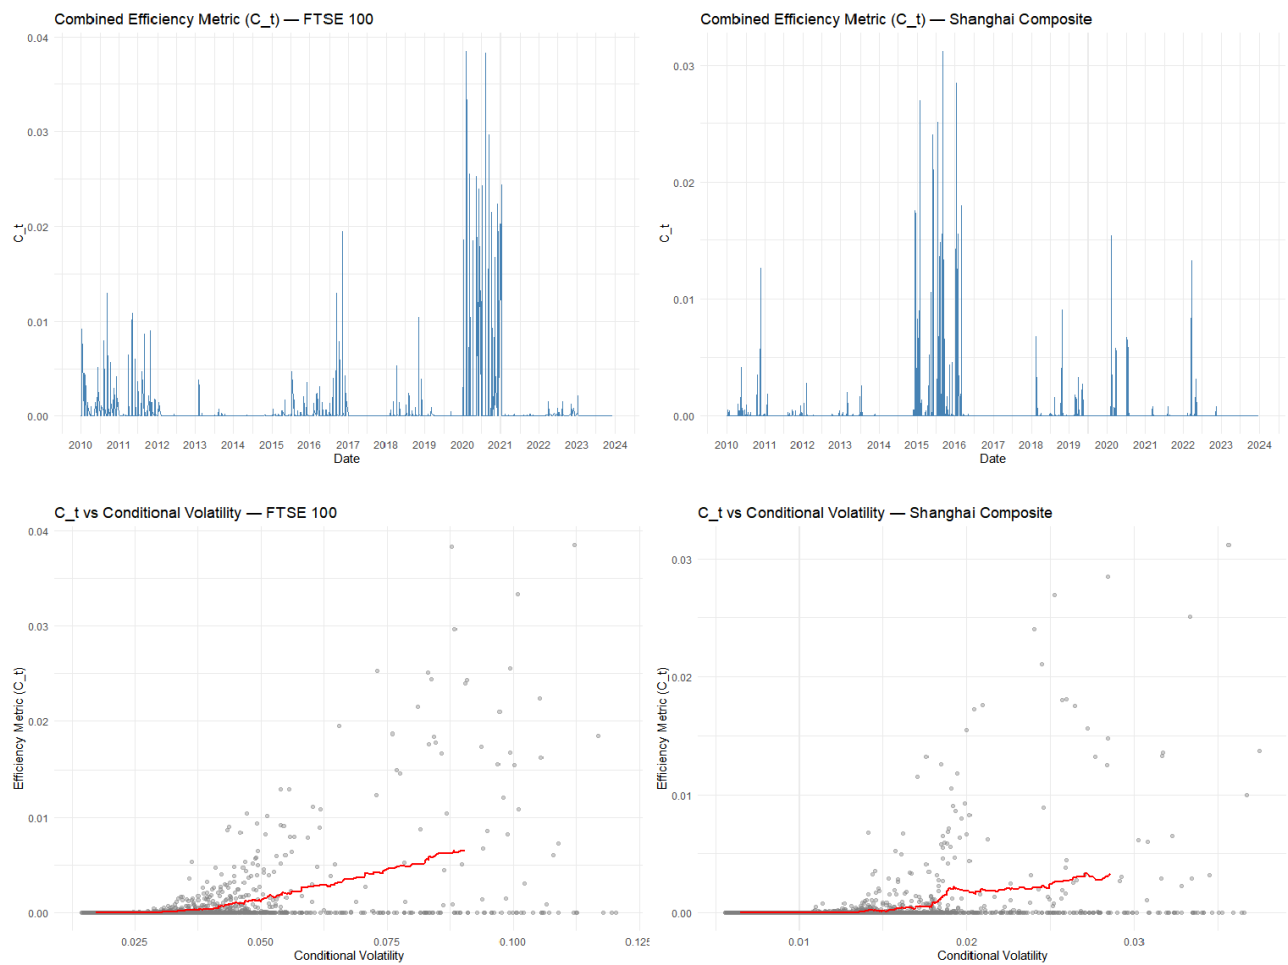 Combined Efficiency Metric (C_t) — FTSE 100
0.04
0.03
0.02
0.01
0.00
C_t
2010 2011 2012 2013 2014 2015 2016 2017 2018 2019 2020 2021 2022 2023 2024
Date
Combined Efficiency Metric (C_t) — Shanghai Composite
0.03
0.02
0.01
0.00
C_t
2010 2011 2012 2013 2014 2015 2016 2017 2018 2019 2020 2021 2022 2023 2024
Date
C_t vs Conditional Volatility — FTSE 100
0.04
0.03
0.02
0.01
0.00
Efficiency Metric (C_t)
0.025 0.050 0.075 0.100 0.125
Conditional Volatility
C_t vs Conditional Volatility — Shanghai Composite
0.03
0.02
0.01
0.00
Efficiency Metric (C_t)
0.01 0.02 0.03
Conditional Volatility